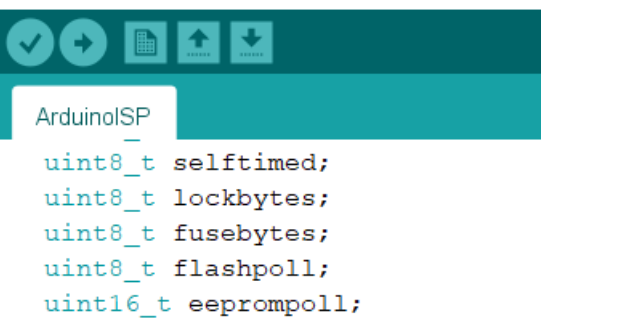 ArduinoISP
uint8_t selftimed;
uint8_t lockbytes;
uint8_t fusebytes;
uint8_t flashpoll;
uint16_t eeprompoll;